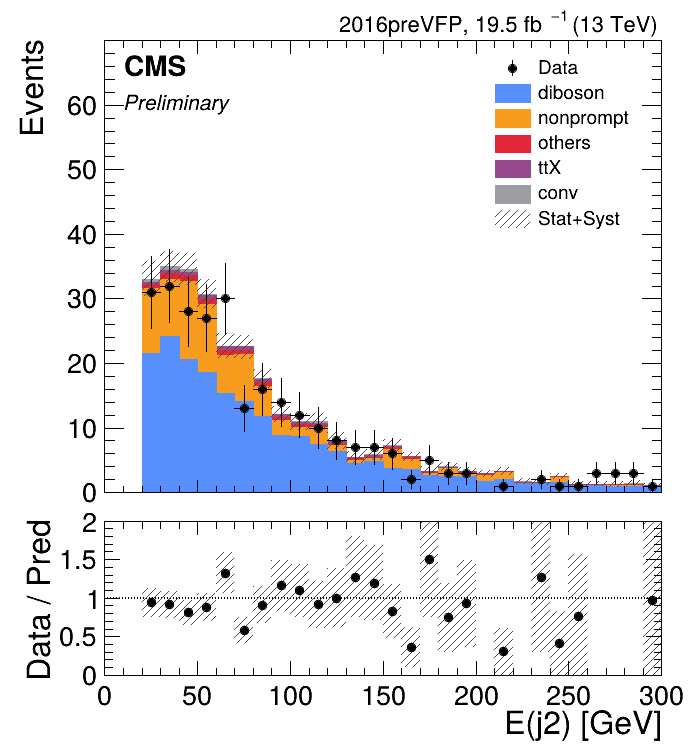 2016preVFP, 19.5 fb ⁻¹ (13 TeV)
CMS
Preliminary
Events
Data
diboson
nonprompt
others
ttX
conv
Stat+Syst
60
50
40
30
20
10
0
Data / Pred
2
1.5
1
0.5
0
0 50 100 150 200 250 300
E(j2) [GeV]